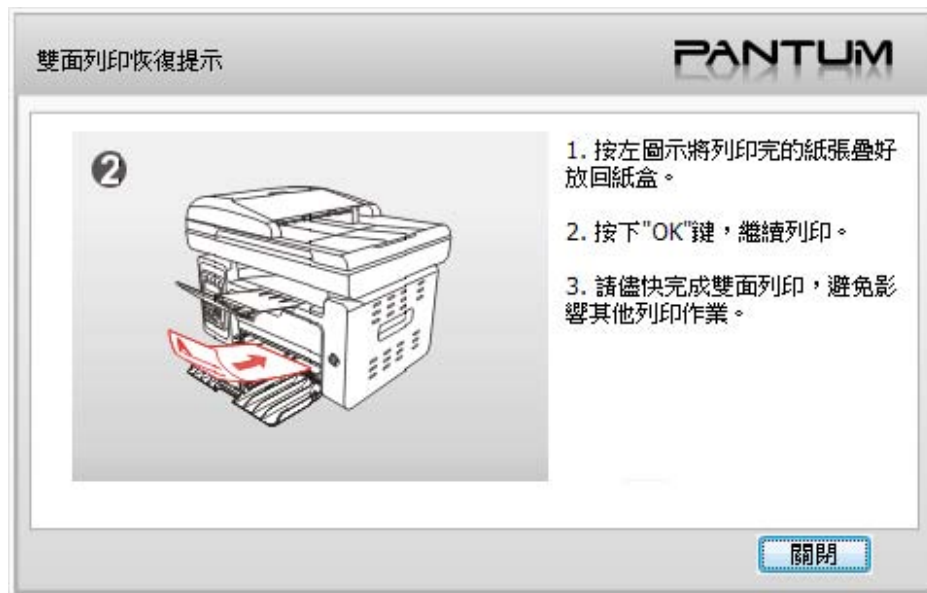 雙面列印恢復提示
PANTUM
2
1. 按左圖示將列印完的紙張疊好
放回紙盒。
2. 按下"OK"鍵，繼續列印。
3. 請儘快完成雙面列印，避免影
響其他列印作業。
關閉